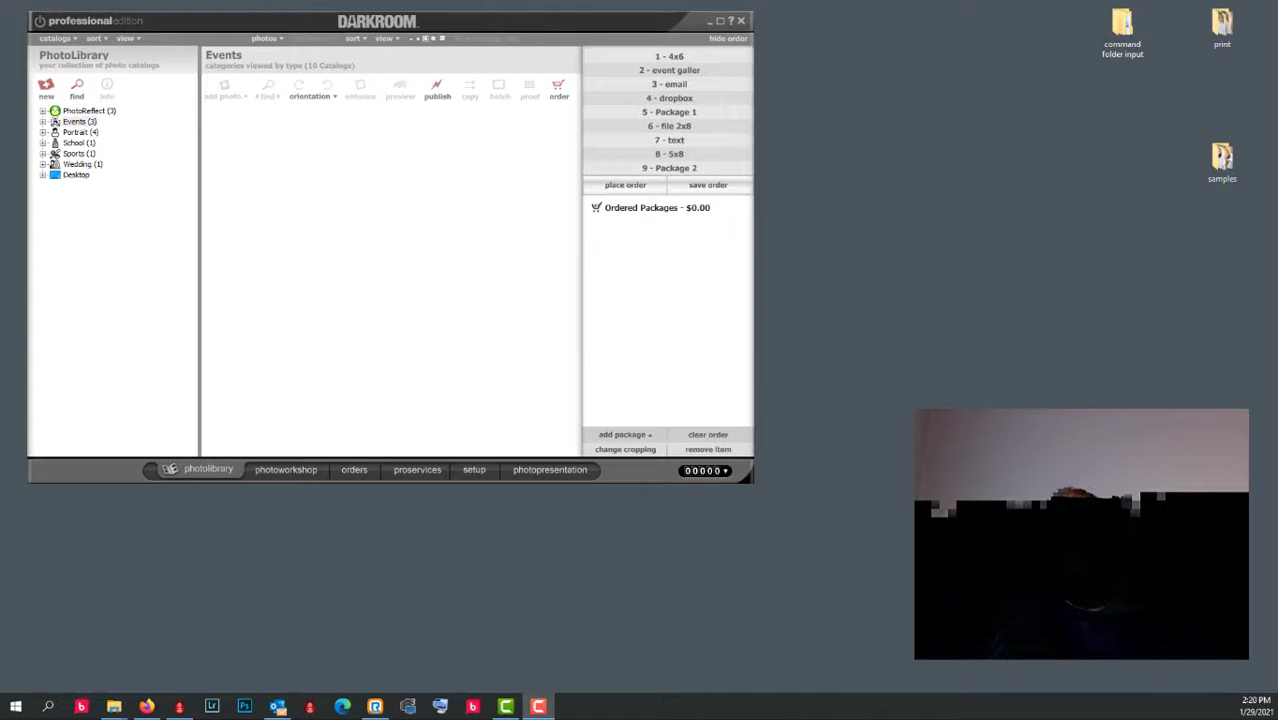 professionaledition
DARKROOM
catalogs
sort
view
photos
sort
view
hide order
PhotoLibrary
your collection of photo catalogs
Events
categories viewed by type (10 Catalogs)
new
find
info
add photo
find
orientation
enhance
preview
publish
copy
batch
proof
order
PhotoReflect (3)
Events (3)
Portrait (4)
School (1)
Sports (1)
Wedding (1)
Desktop
1 - 4x6
2 - event galler
3 - email
4 - dropbox
5 - Package 1
6 - file 2x8
7 - text
8 - 5x8
9 - Package 2
place order
save order
Ordered Packages - $0.00
add package
clear order
change cropping
remove item
photolibrary
photoworkshop
orders
proservices
setup
photopresentation
00000
command
folder input
print
samples
b
Lr
Ps
R
b
C
C
2:20 PM
1/29/2021